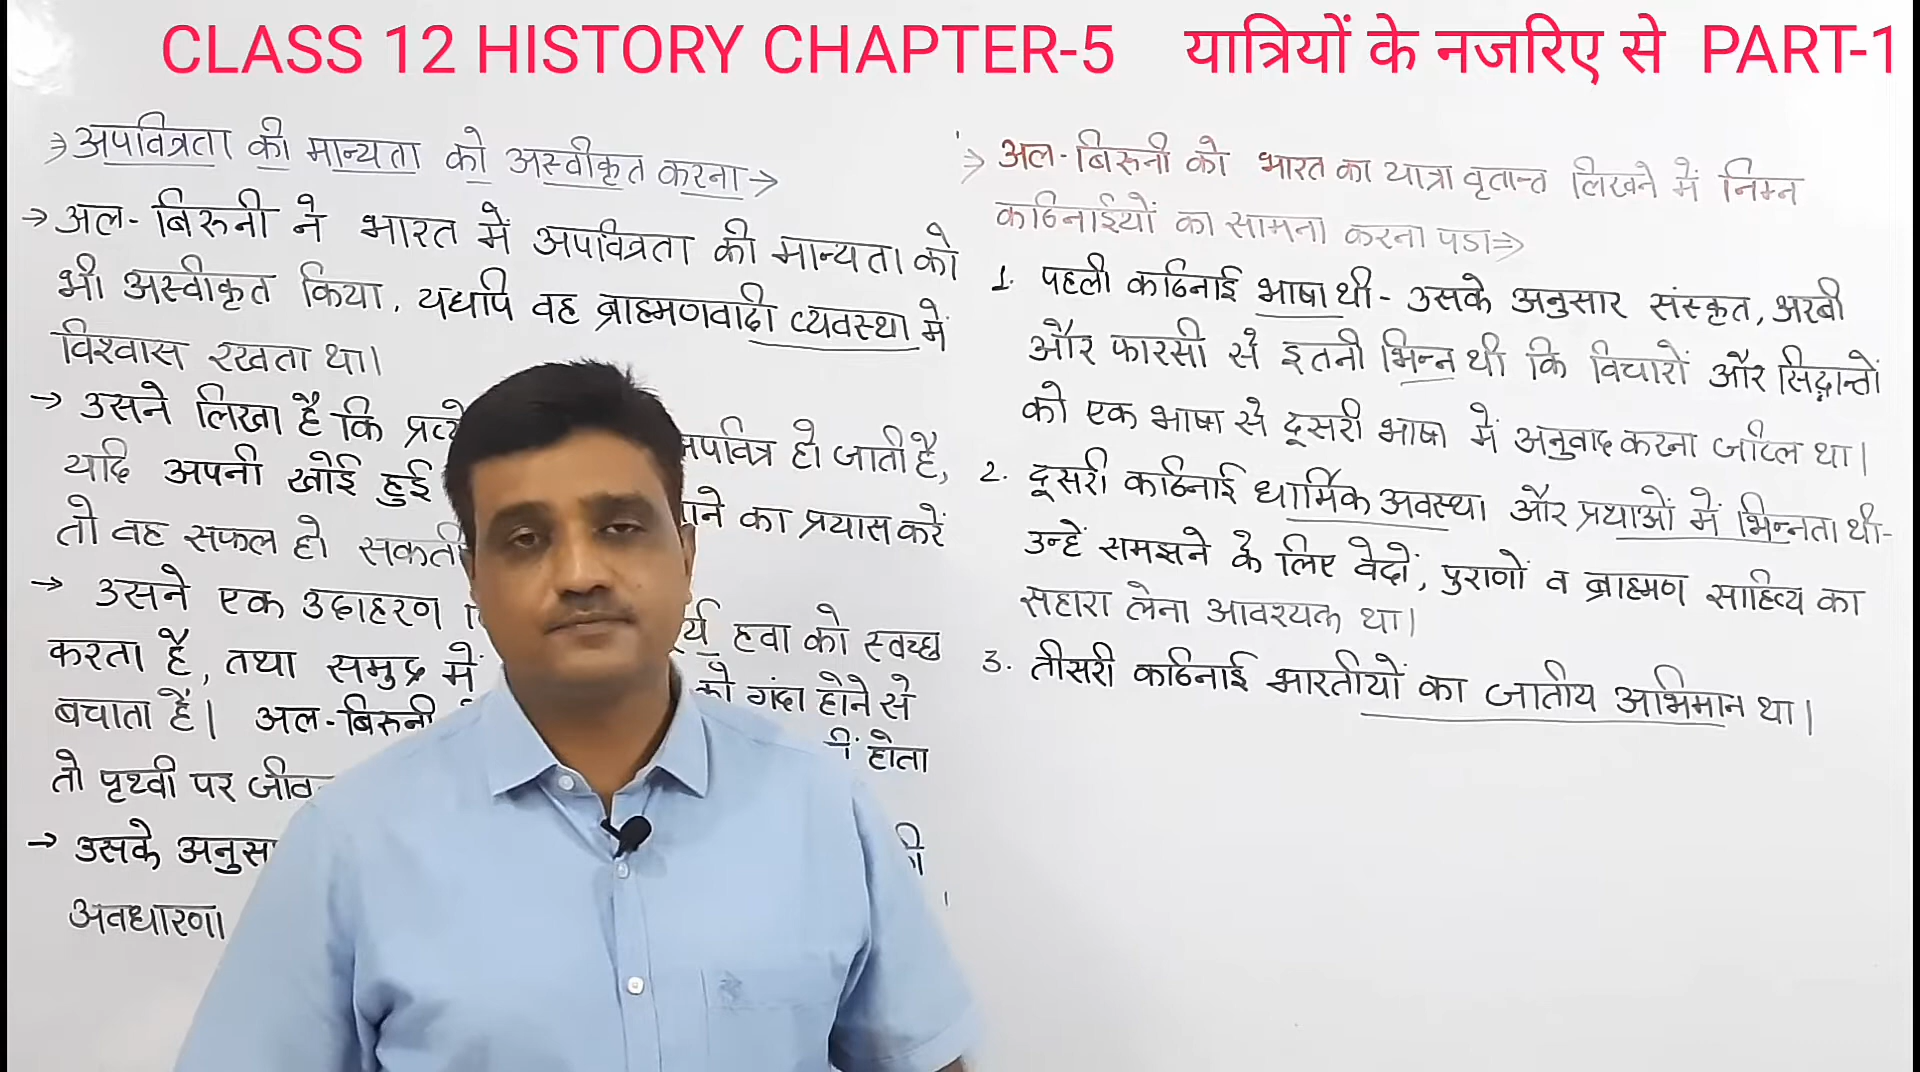 CLASS 12 HISTORY CHAPTER-5 यात्रियों के नजरिए से PART-1
⇒ अपवित्रता की मान्यता को अस्वीकृत करना →
→ अल-बिरूनी ने भारत में अपवित्रता की मान्यता को
भी अस्वीकृत किया, यद्यपि वह ब्राह्मणवादी व्यवस्था में
विश्वास रखता था।
→ उसने लिखा है कि हो जाती है,
यदि अपनी खोई हुई का प्रयास करें
तो वह सफल हो
→ उसने एक उदाहरण हवा को स्वच्छ
करता है, तथा समुद्र में को गंदा होने से
बचाता है। अल-बिरूनी होता
तो पृथ्वी पर
→ उसके
अवधारणा
⇒ अल-बिरूनी को भारत का यात्रा वृतान्त लिखने में निम्न
कठिनाईयों का सामना करना पडा⇒
1. पहली कठिनाई भाषा थी- उसके अनुसार संस्कृत, अरबी
और फारसी से इतनी भिन्न थी कि विचारों और सिद्वान्तों
को एक भाषा से दूसरी भाषा में अनुवाद करना जटिल था।
2. दूसरी कठिनाई धार्मिक अवस्था और प्रथाओं में भिन्नता थी-
उन्हें समझने के लिए वेदों, पुराणों व ब्राह्मण साहित्य का
सहारा लेना आवश्यक था।
3. तीसरी कठिनाई भारतीयों का जातीय अभिमान था।